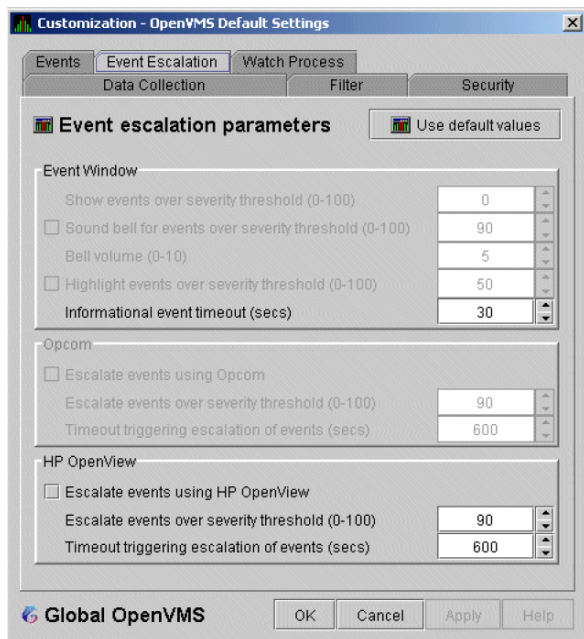 Customization - OpenVMS Default Settings
Events Event Escalation Watch Process
Data Collection Filter Security
Event escalation parameters Use default values
Event Window
Show events over severity threshold (0-100) 0
Sound bell for events over severity threshold (0-100) 90
Bell volume (0-10) 5
Highlight events over severity threshold (0-100) 50
Informational event timeout (secs) 30
Opcom
Escalate events using Opcom
Escalate events over severity threshold (0-100) 90
Timeout triggering escalation of events (secs) 600
HP OpenView
Escalate events using HP OpenView
Escalate events over severity threshold (0-100) 90
Timeout triggering escalation of events (secs) 600
Global OpenVMS OK Cancel Apply Help